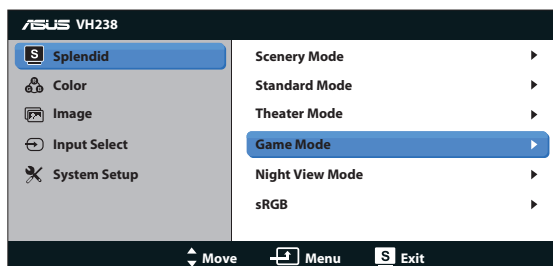 ASUS VH238
S Splendid
Color
Image
Input Select
System Setup
Scenery Mode
Standard Mode
Theater Mode
Game Mode
Night View Mode
sRGB
Move Menu S Exit